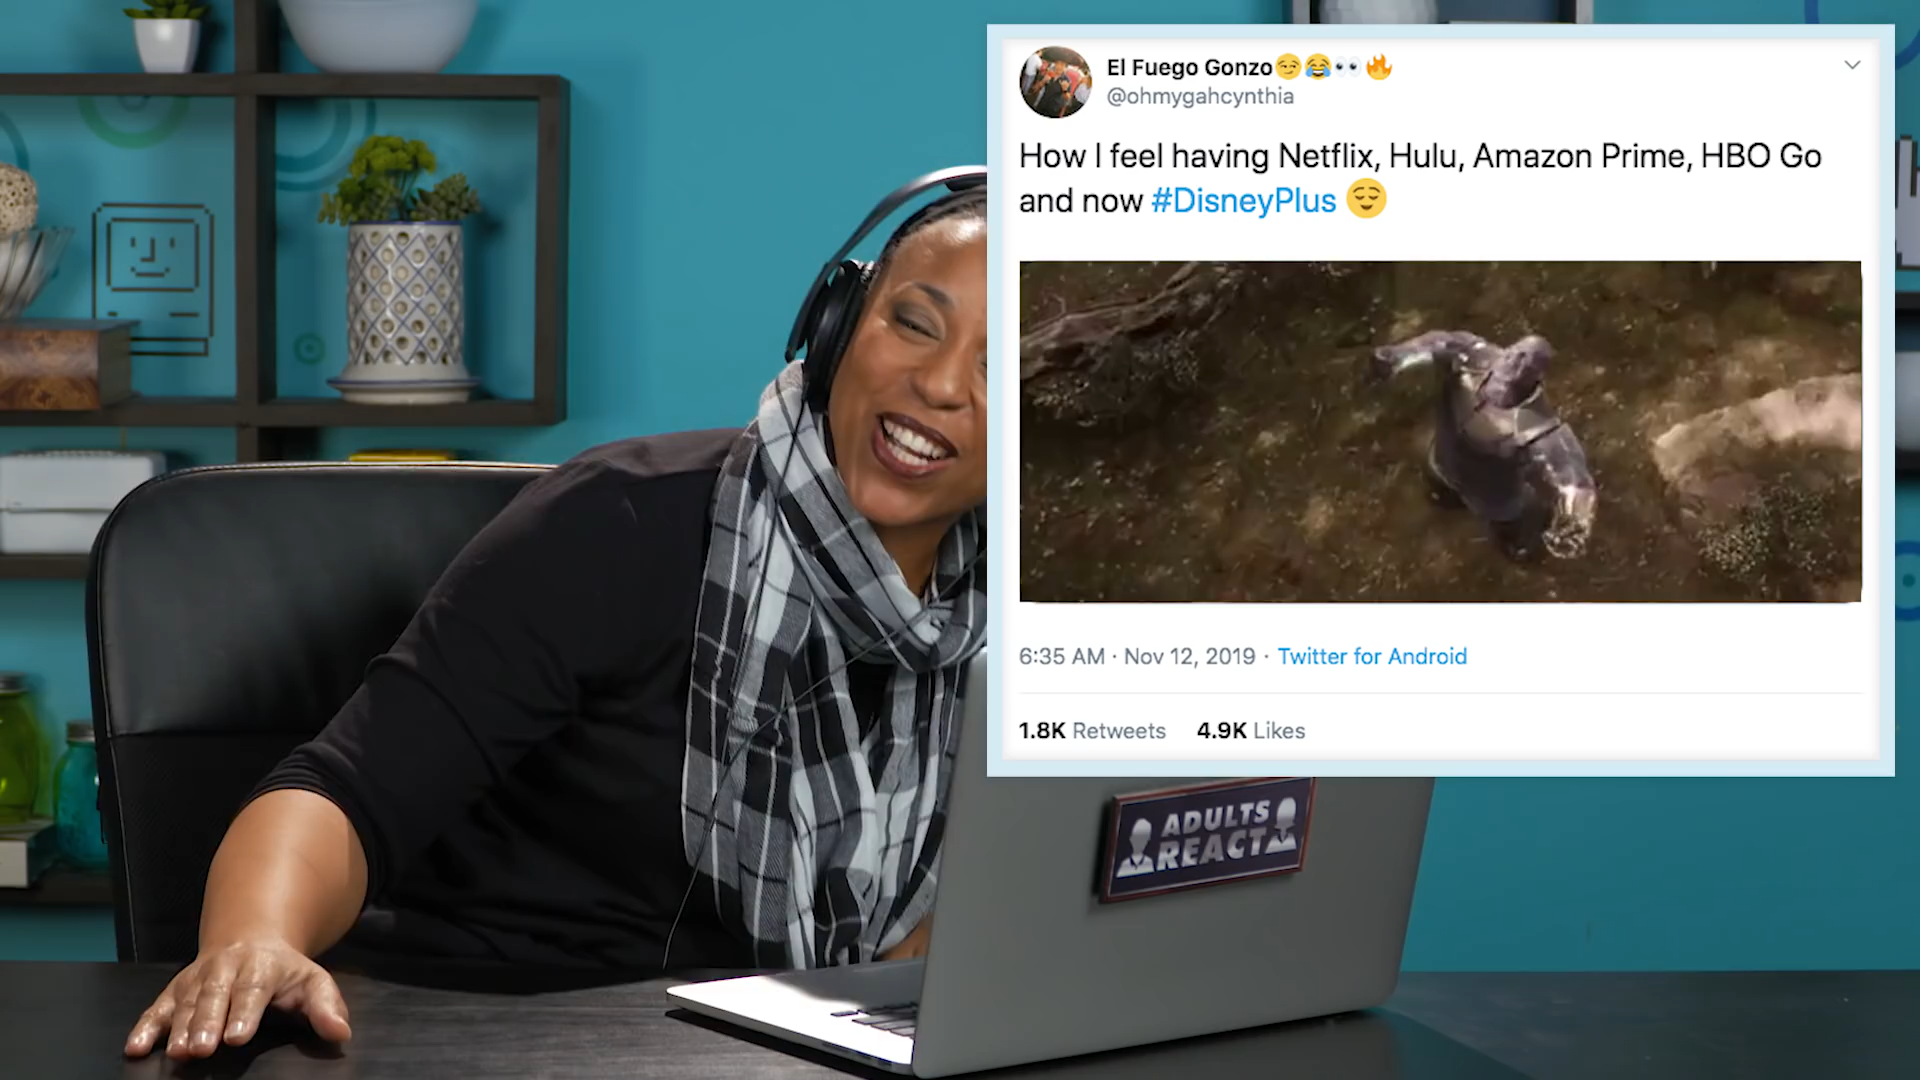 El Fuego Gonzo😏😂👀🔥
@ohmygahcynthia
How I feel having Netflix, Hulu, Amazon Prime, HBO Go
and now #DisneyPlus 😌
6:35 AM · Nov 12, 2019 · Twitter for Android
1.8K Retweets 4.9K Likes
ADULTS
REACT